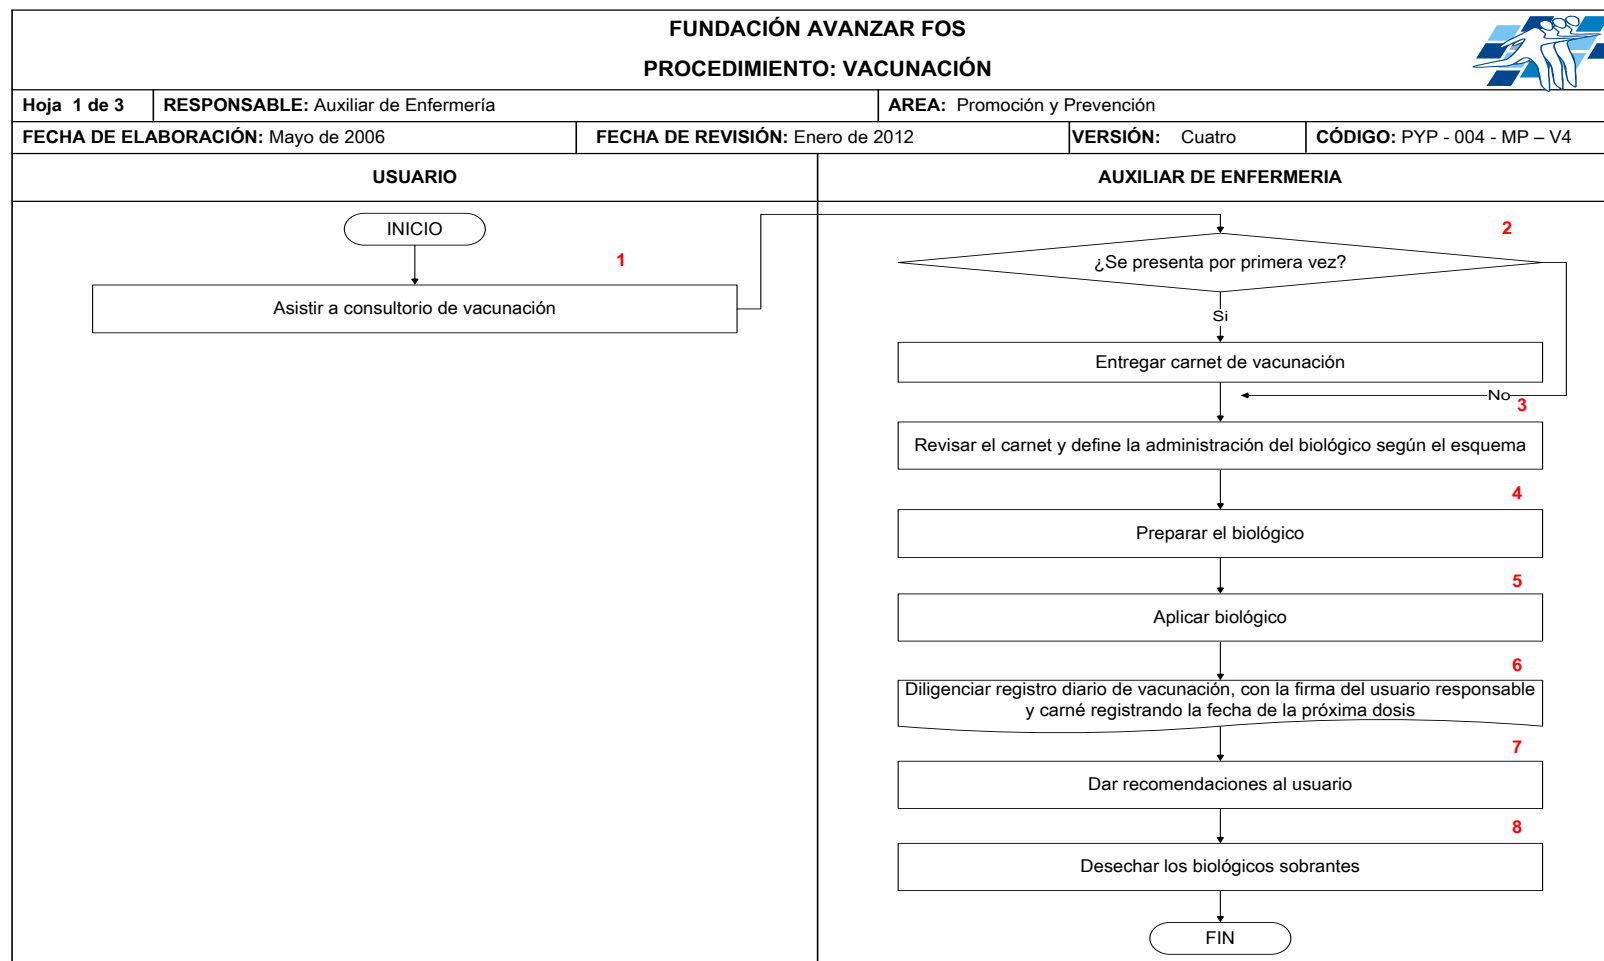 FUNDACIÓN AVANZAR FOS
PROCEDIMIENTO: VACUNACIÓN
Hoja 1 de 3 RESPONSABLE: Auxiliar de Enfermería AREA: Promoción y Prevención
FECHA DE ELABORACIÓN: Mayo de 2006 FECHA DE REVISIÓN: Enero de 2012 VERSIÓN: Cuatro CÓDIGO: PYP - 004 - MP – V4
USUARIO AUXILIAR DE ENFERMERIA
INICIO
1
Asistir a consultorio de vacunación
2
¿Se presenta por primera vez?
Si
Entregar carnet de vacunación
No
3
Revisar el carnet y define la administración del biológico según el esquema
4
Preparar el biológico
5
Aplicar biológico
6
Diligenciar registro diario de vacunación, con la firma del usuario responsable
y carné registrando la fecha de la próxima dosis
7
Dar recomendaciones al usuario
8
Desechar los biológicos sobrantes
FIN